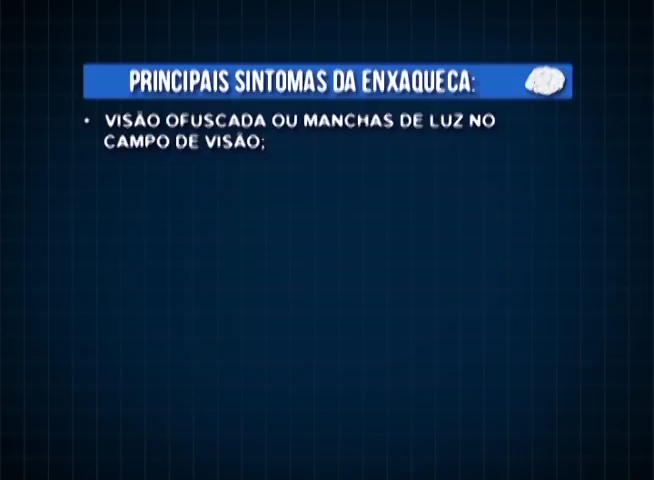 PRINCIPAIS SINTOMAS DA ENXAQUECA:
• VISÃO OFUSCADA OU MANCHAS DE LUZ NO
CAMPO DE VISÃO;